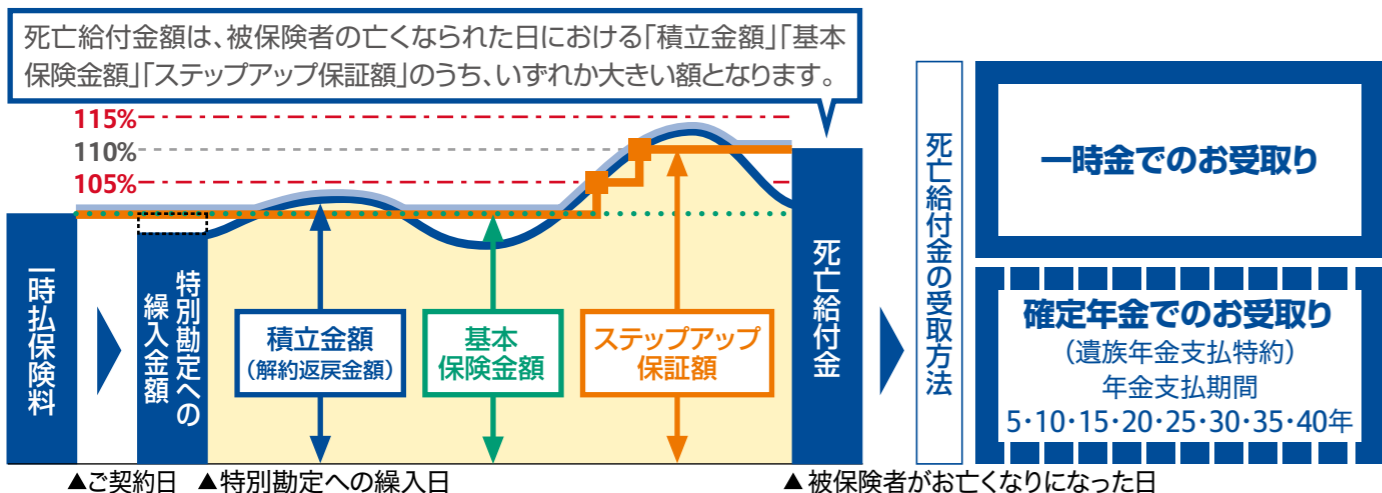 死亡給付金額は、被保険者の亡くなられた日における「積立金額」「基本
保険金額」「ステップアップ保証額」のうち、いずれか大きい額となります。
115%
110%
105%
一時払保険料
特別勘定への
繰入金額
積立金額
(解約返戻金額)
基本
保険金額
ステップアップ
保証額
死亡給付金
死亡給付金の受取方法
一時金でのお受取り
確定年金でのお受取り
(遺族年金支払特約)
年金支払期間
5・10・15・20・25・30・35・40年
▲ご契約日
▲特別勘定への繰入日
▲被保険者がお亡くなりになった日